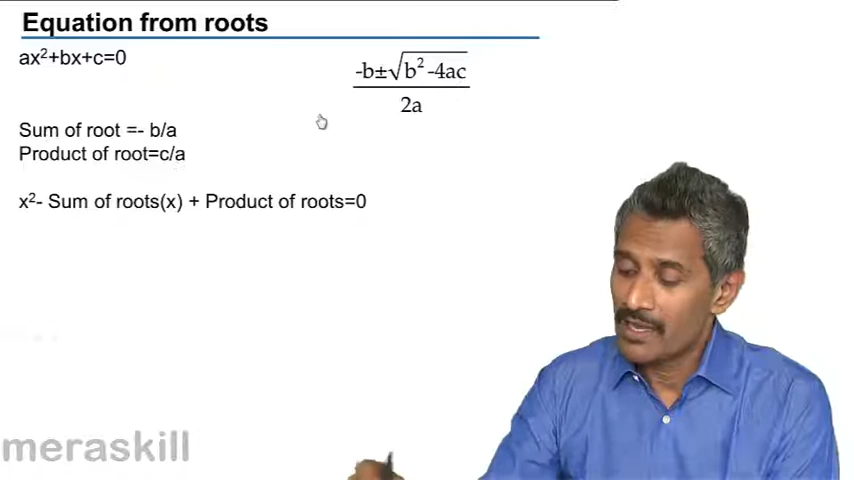 Equation from roots
ax²+bx+c=0
-b±√b²-4ac
2a
Sum of root =- b/a
Product of root=c/a
x²- Sum of roots(x) + Product of roots=0
meraskill